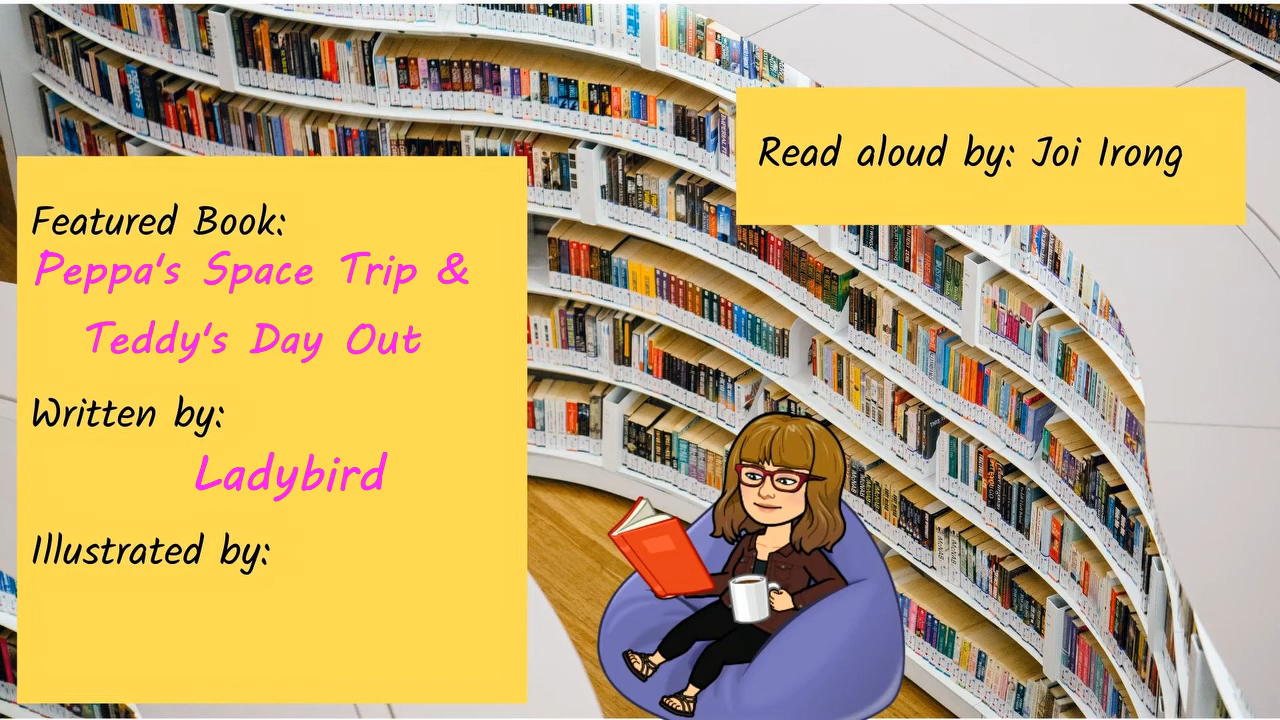 Read aloud by: Joi Irong
Featured Book:
Peppa's Space Trip &
Teddy's Day Out
Written by:
Ladybird
Illustrated by: